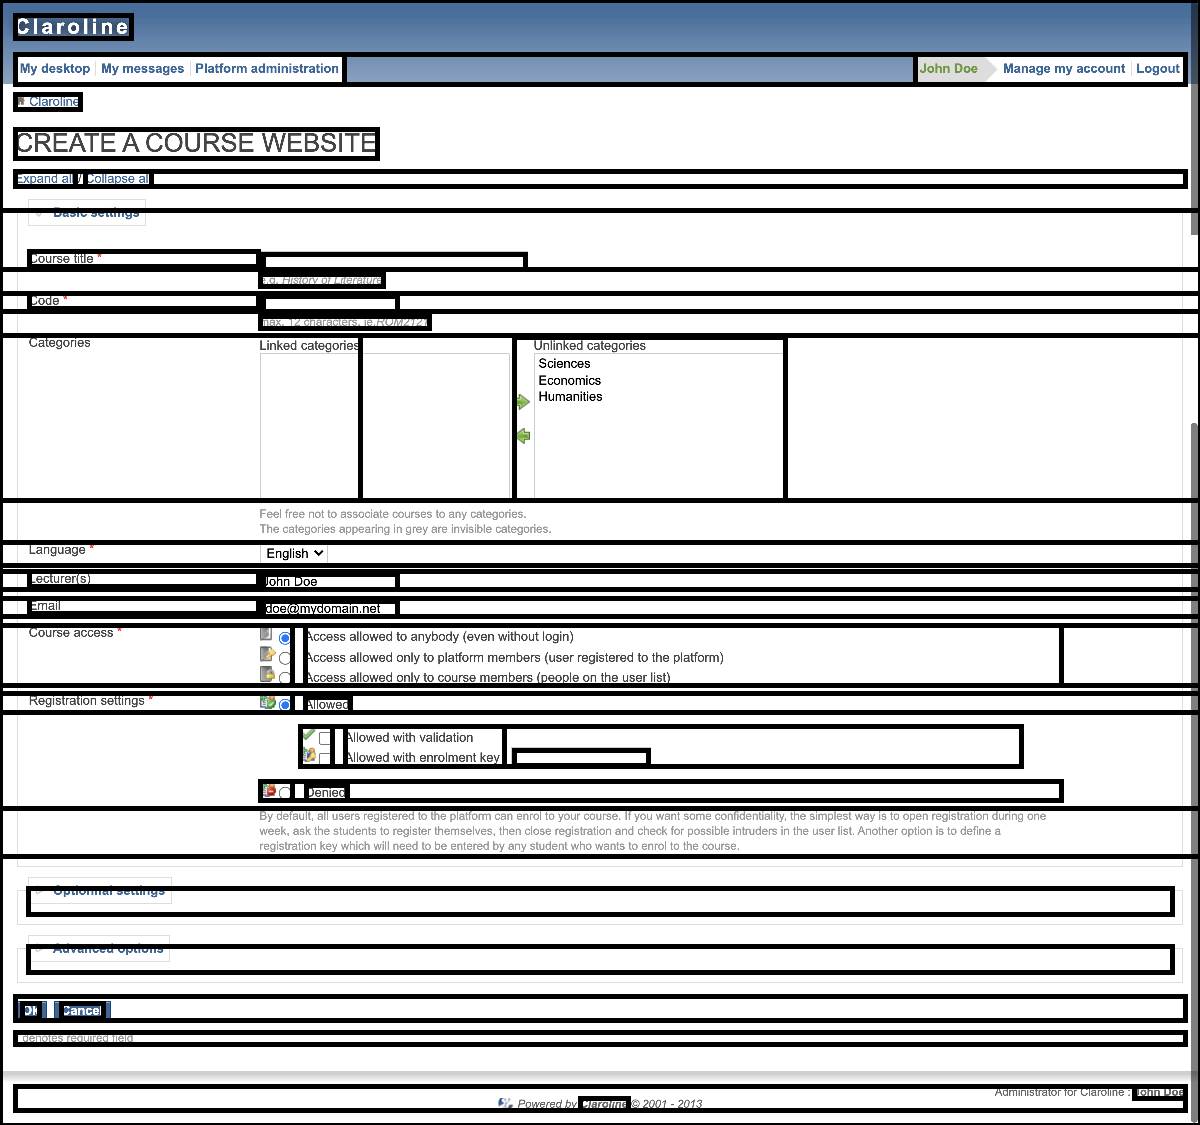 Claroline
My desktop My messages Platform administration John Doe Manage my account Logout
Claroline
CREATE A COURSE WEBSITE
Expand all / Collapse all
Basic settings
Course title *
e.g. History of Literature
Code *
max. 12 characters, ie.ROM2121
Categories Linked categories Unlinked categories
Sciences
Economics
Humanities
Feel free not to associate courses to any categories.
The categories appearing in grey are invisible categories.
Language * English
Lecturer(s) John Doe
Email doe@mydomain.net
Course access * Access allowed to anybody (even without login)
Access allowed only to platform members (user registered to the platform)
Access allowed only to course members (people on the user list)
Registration settings * Allowed
Allowed with validation
Allowed with enrolment key
Denied
By default, all users registered to the platform can enrol to your course. If you want some confidentiality, the simplest way is to open registration during one
week, ask the students to register themselves, then close registration and check for possible intruders in the user list. Another option is to define a
registration key which will need to be entered by any student who wants to enrol to the course.
Optionnal settings
Advanced options
Ok Cancel
denotes required field
Administrator for Claroline : John Doe
Powered by Claroline © 2001 - 2013